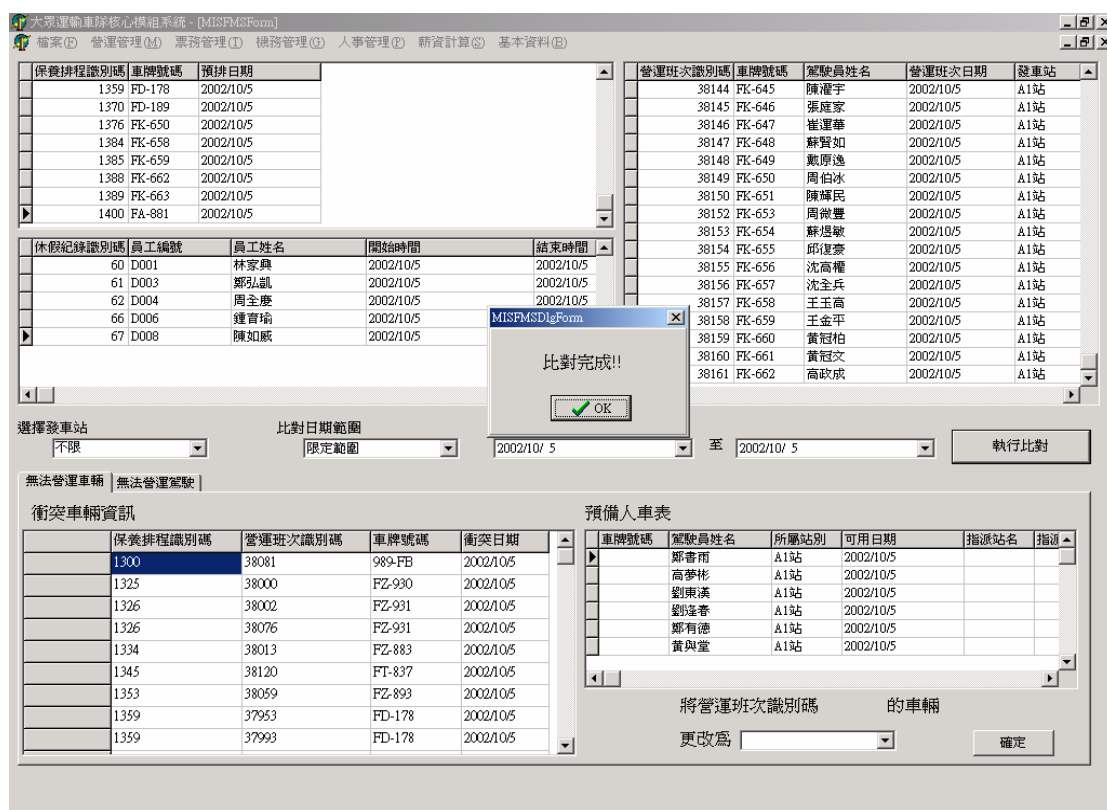 大眾運輸車隊核心模組系統 - [MISFMSForm]
檔案(F) 營運管理(M) 票務管理(T) 機務管理(G) 人事管理(P) 薪資計算(S) 基本資料(B)
保養排程識別碼 車牌號碼 預排日期
1359 FD-178 2002/10/5
1370 FD-189 2002/10/5
1376 FK-650 2002/10/5
1384 FK-658 2002/10/5
1385 FK-659 2002/10/5
1388 FK-662 2002/10/5
1389 FK-663 2002/10/5
1400 FA-881 2002/10/5
營運班次識別碼 車牌號碼 駕駛員姓名 營運班次日期 發車站
38144 FK-645 陳灌宇 2002/10/5 A1站
38145 FK-646 張庭家 2002/10/5 A1站
38146 FK-647 崔運華 2002/10/5 A1站
38147 FK-648 蘇賢如 2002/10/5 A1站
38148 FK-649 戴原逸 2002/10/5 A1站
38149 FK-650 周伯冰 2002/10/5 A1站
38150 FK-651 陳輝民 2002/10/5 A1站
38152 FK-653 周微豐 2002/10/5 A1站
38153 FK-654 蘇煜敏 2002/10/5 A1站
38154 FK-655 邱復豪 2002/10/5 A1站
38155 FK-656 沈高權 2002/10/5 A1站
38156 FK-657 沈全兵 2002/10/5 A1站
38157 FK-658 王玉高 2002/10/5 A1站
38158 FK-659 王金平 2002/10/5 A1站
38159 FK-660 黃冠柏 2002/10/5 A1站
38160 FK-661 黃冠文 2002/10/5 A1站
38161 FK-662 高政成 2002/10/5 A1站
休假紀錄識別碼 員工編號 員工姓名 開始時間 結束時間
60 D001 林家興 2002/10/5 2002/10/5
61 D003 鄭弘凱 2002/10/5 2002/10/5
62 D004 周全慶 2002/10/5 2002/10/5
66 D006 鍾育瑜 2002/10/5
67 D008 陳如威 2002/10/5
MISFMSDlgForm
比對完成!!
OK
選擇發車站 比對日期範圍
不限 限定範圍 2002/10/ 5 至 2002/10/ 5 執行比對
無法營運車輛 無法營運駕駛
衝突車輛資訊
保養排程識別碼 營運班次識別碼 車牌號碼 衝突日期
1300 38081 989-FB 2002/10/5
1325 38000 FZ-930 2002/10/5
1326 38002 FZ-931 2002/10/5
1326 38076 FZ-931 2002/10/5
1334 38013 FZ-883 2002/10/5
1345 38120 FT-837 2002/10/5
1353 38059 FZ-893 2002/10/5
1359 37953 FD-178 2002/10/5
1359 37993 FD-178 2002/10/5
預備人車表
車牌號碼 駕駛員姓名 所屬站別 可用日期 指派站名 指派
鄭書雨 A1站 2002/10/5
高夢彬 A1站 2002/10/5
劉東漢 A1站 2002/10/5
劉逢春 A1站 2002/10/5
鄭有德 A1站 2002/10/5
黃與堂 A1站 2002/10/5
將營運班次識別碼 的車輛
更改為 確定